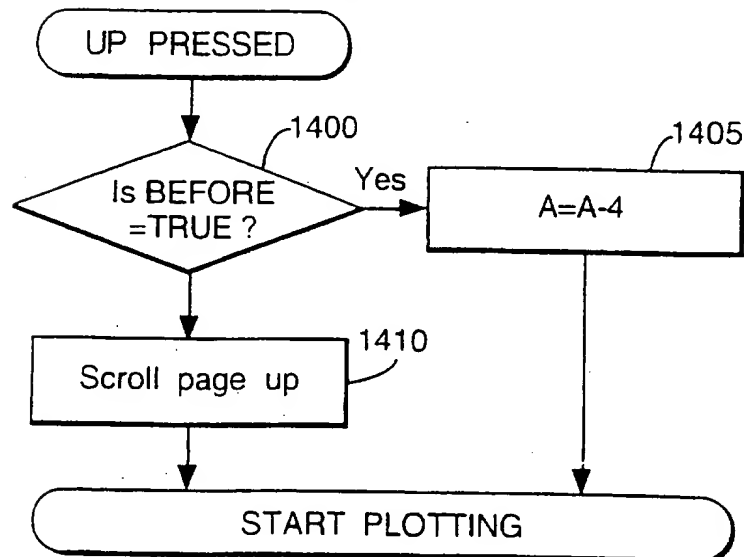 UP PRESSED
1400
1405
Is BEFORE
=TRUE ?
Yes
A=A-4
1410
Scroll page up
START PLOTTING